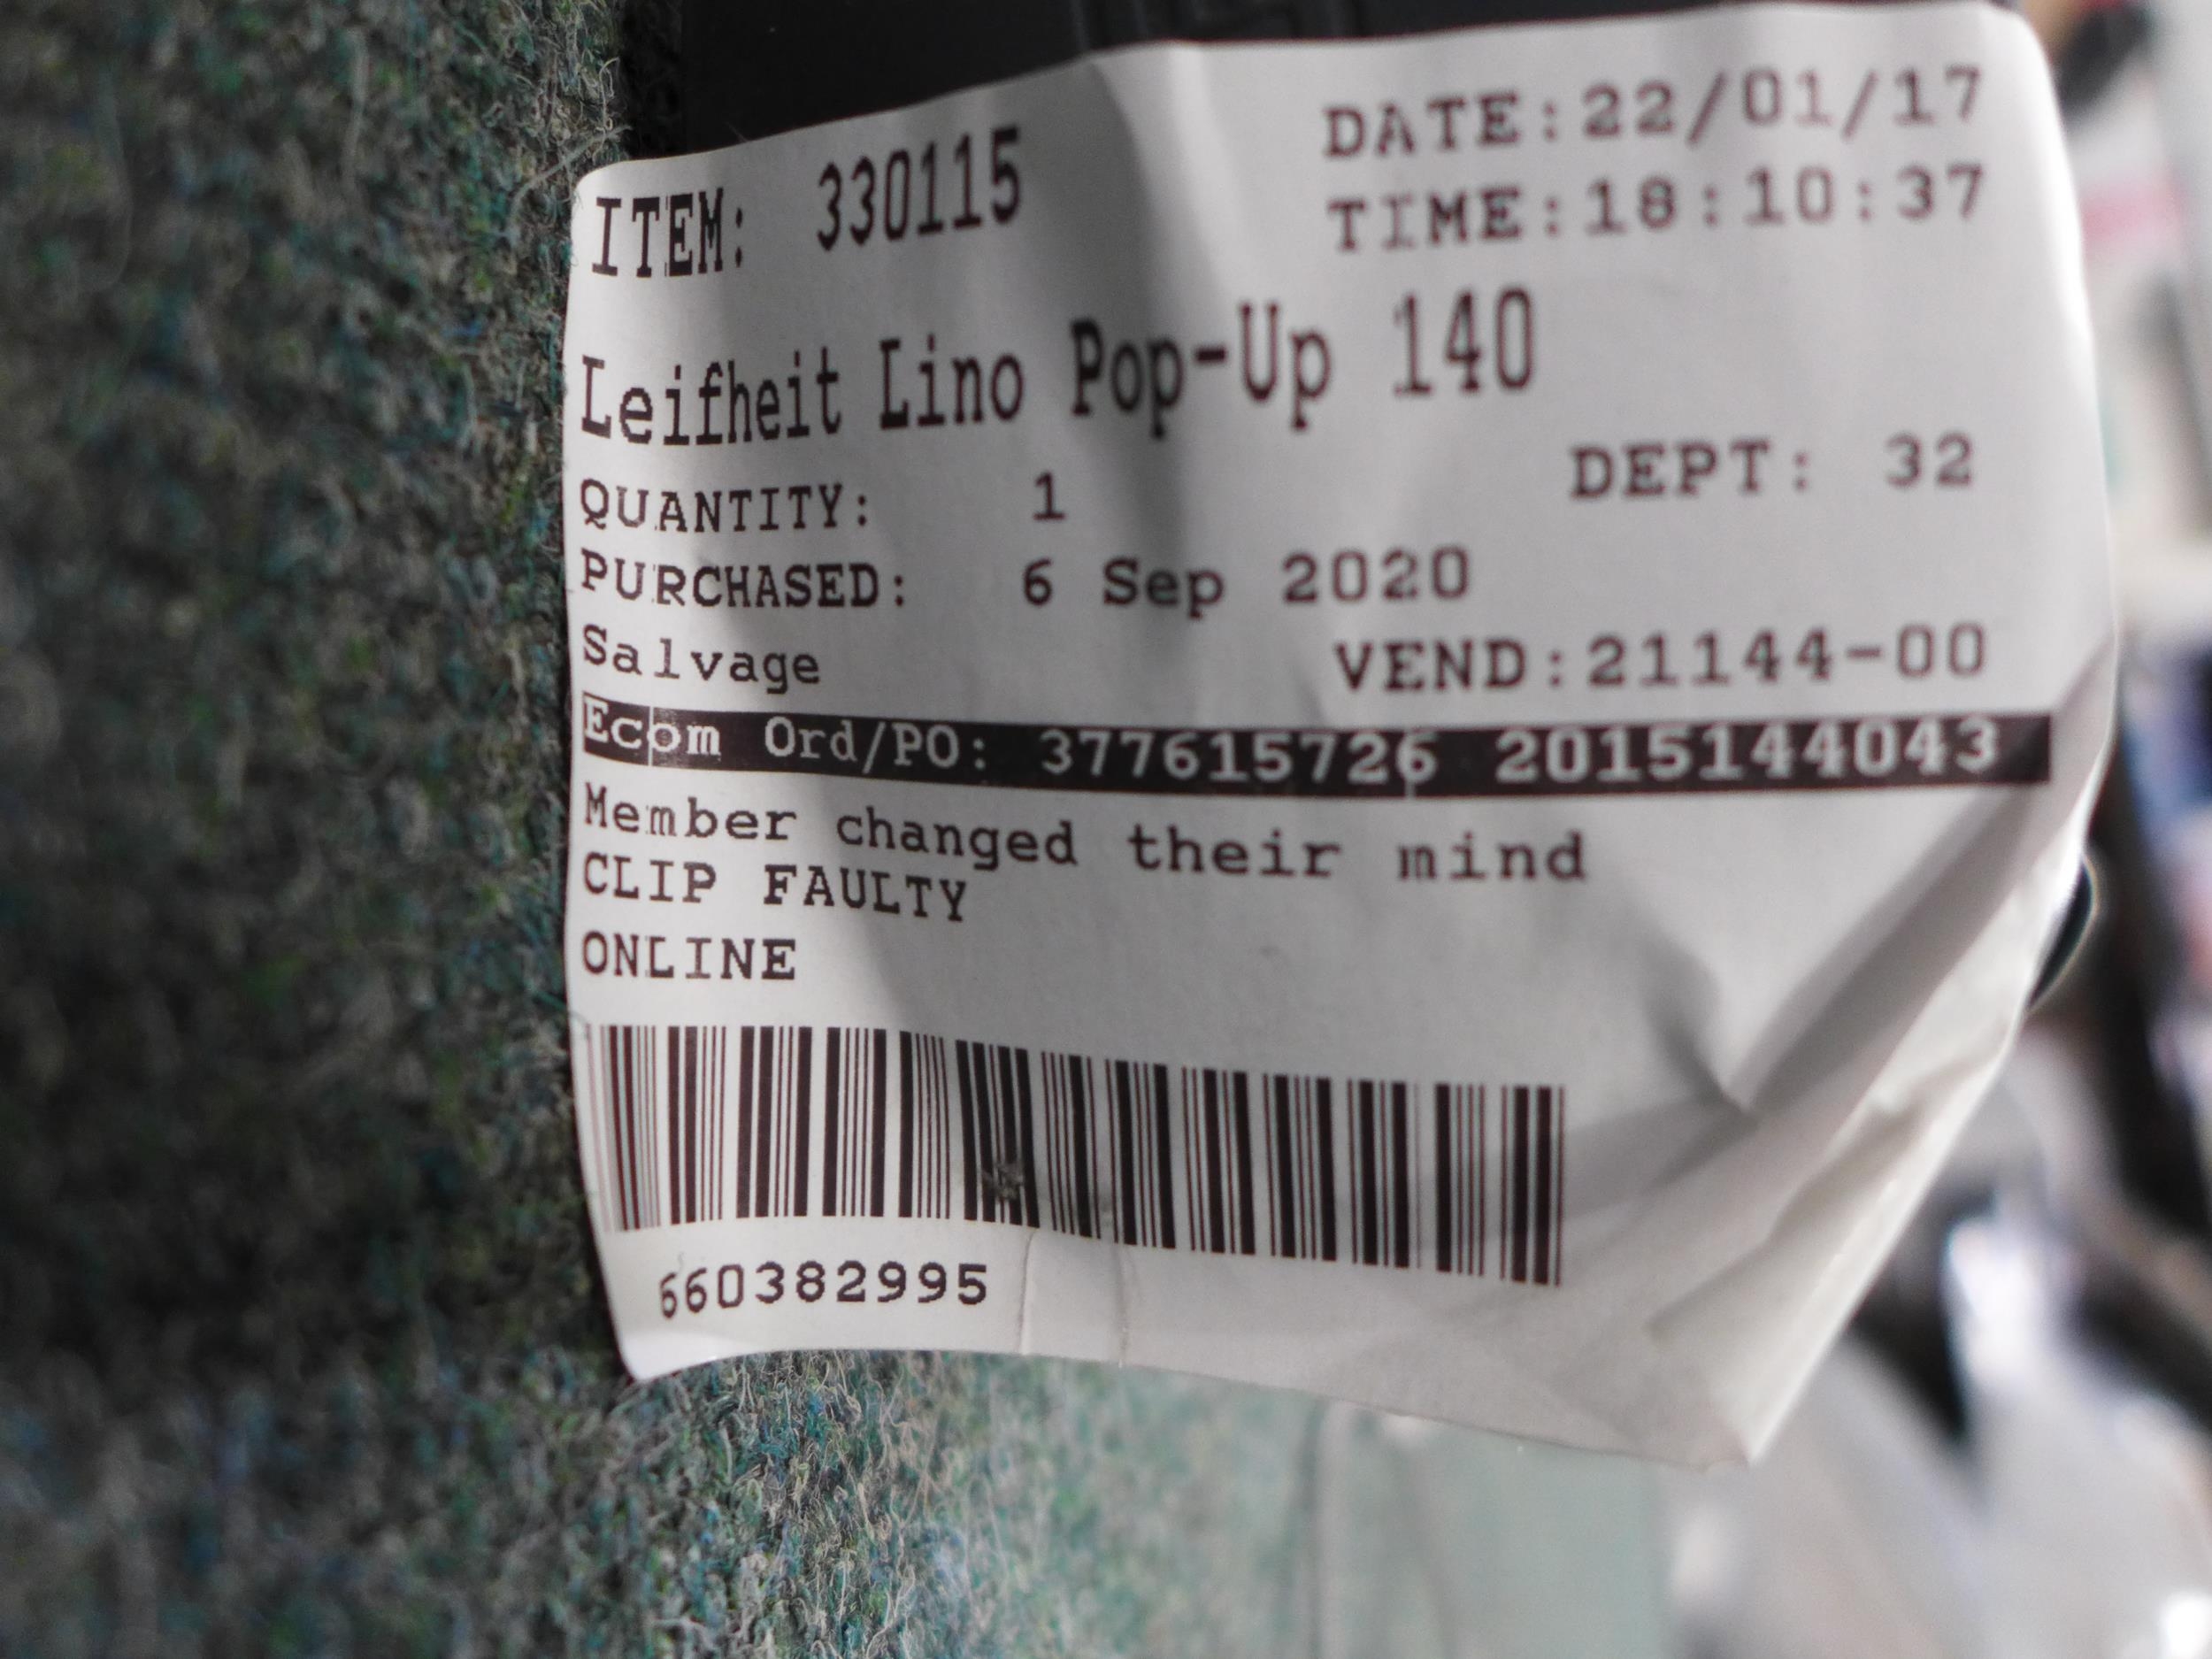 ITEM: 330115
DATE:22/01/17
TIME:18:10:37
Leifheit Lino Pop-Up 140
QUANTITY: 1
DEPT: 32
PURCHASED: 6 Sep 2020
Salvage
VEND:21144-00
Ecom Ord/PO: 377615726 2015144043
Member changed their mind
CLIP FAULTY
ONLINE
660382995